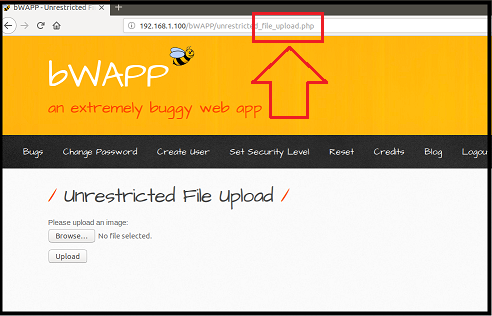 bWAPP - Unrestricted Fi
192.168.1.100/bWAPP/unrestricted_file_upload.php
bWAPP
an extremely buggy web app
Bugs Change Password Create User Set Security Level Reset Credits Blog Logou
/ Unrestricted File Upload /
Please upload an image:
Browse... No file selected.
Upload